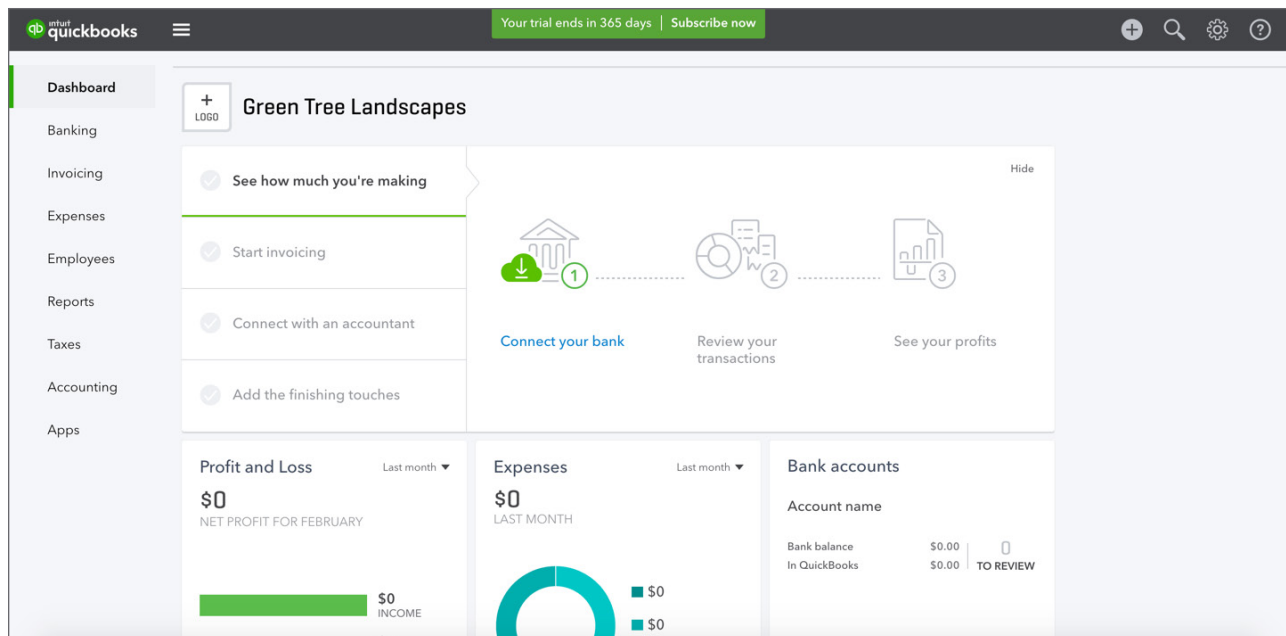 intuit
quickbooks
Your trial ends in 365 days | Subscribe now
Dashboard
Banking
Invoicing
Expenses
Employees
Reports
Taxes
Accounting
Apps
+
LOGO
Green Tree Landscapes
See how much you're making
Start invoicing
Connect with an accountant
Add the finishing touches
Hide
1
2
3
Connect your bank
Review your
transactions
See your profits
Profit and Loss
Last month
$0
NET PROFIT FOR FEBRUARY
$0
INCOME
Expenses
Last month
$0
LAST MONTH
$0
$0
Bank accounts
Account name
Bank balance $0.00
In QuickBooks $0.00
0
TO REVIEW